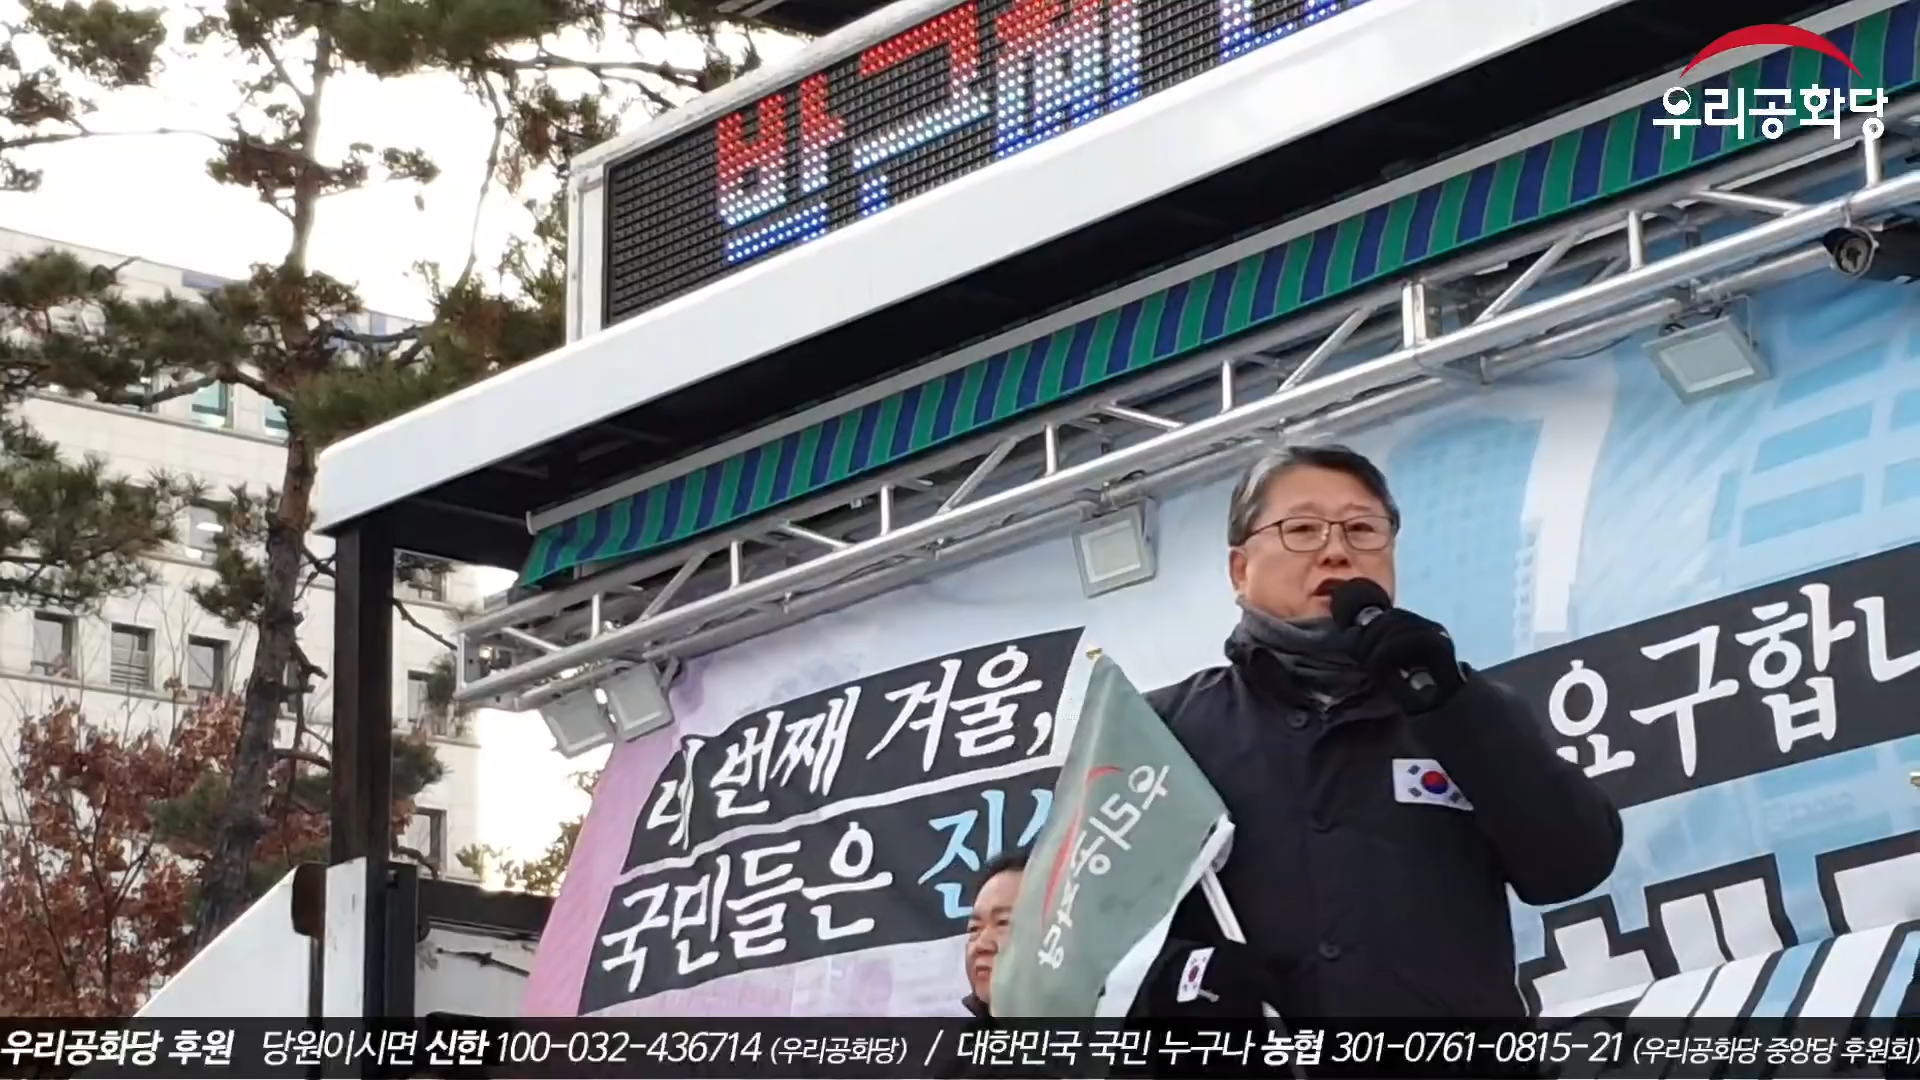 박근혜
우리공화당
네 번째 겨울,
국민들은 진
요구합니
우리공화당
우리공화당 후원 당원이시면 신한 100-032-436714 (우리공화당) / 대한민국 국민 누구나 농협 301-0761-0815-21 (우리공화당 중앙당 후원회)